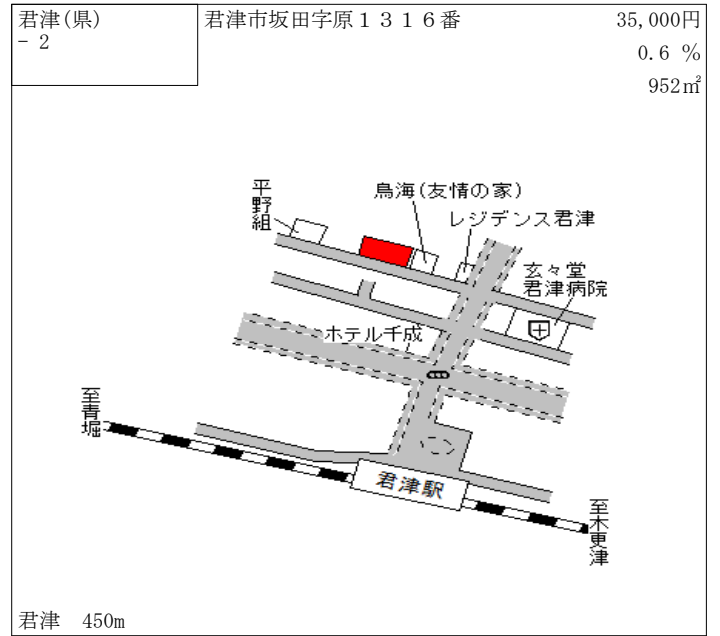 君津(県)
- 2
君津市坂田字原１３１６番
35,000円
0.6 %
952㎡
平野組
鳥海(友情の家)
レジデンス君津
玄々堂
君津病院
ホテル千成
至青堀
君津駅
至木更津
君津　450m